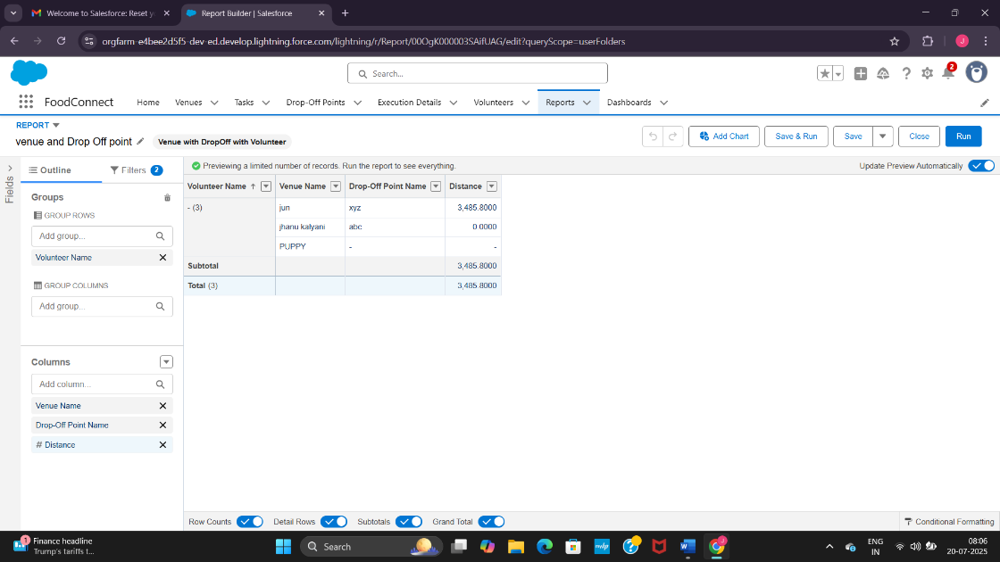 Welcome to Salesforce: Reset yo
Report Builder | Salesforce
orgfarm-e4bee2d5f5-dev-ed.develop.lightning.force.com/lightning/r/Report/00OgK000003SAifUAG/edit?queryScope=userFolders
J
Search...
2
FoodConnect
Home
Venues
Tasks
Drop-Off Points
Execution Details
Volunteers
Reports
Dashboards
REPORT
venue and Drop Off point
Venue with DropOff with Volunteer
Add Chart
Save & Run
Save
Close
Run
Fields
Outline
Filters 2
Previewing a limited number of records. Run the report to see everything.
Update Preview Automatically
Groups
GROUP ROWS
Add group...
Volunteer Name
GROUP COLUMNS
Add group...
Columns
Add column...
Venue Name
Drop-Off Point Name
# Distance
Volunteer Name ↑ Venue Name Drop-Off Point Name Distance
- (3) jun xyz 3,485.8000
jhanu kalyani abc 0.0000
PUPPY - -
Subtotal 3,485.8000
Total (3) 3,485.8000
Row Counts
Detail Rows
Subtotals
Grand Total
Conditional Formatting
1
Finance headline
Trump's tariffs t...
Search
ENG
IN
08:06
20-07-2025